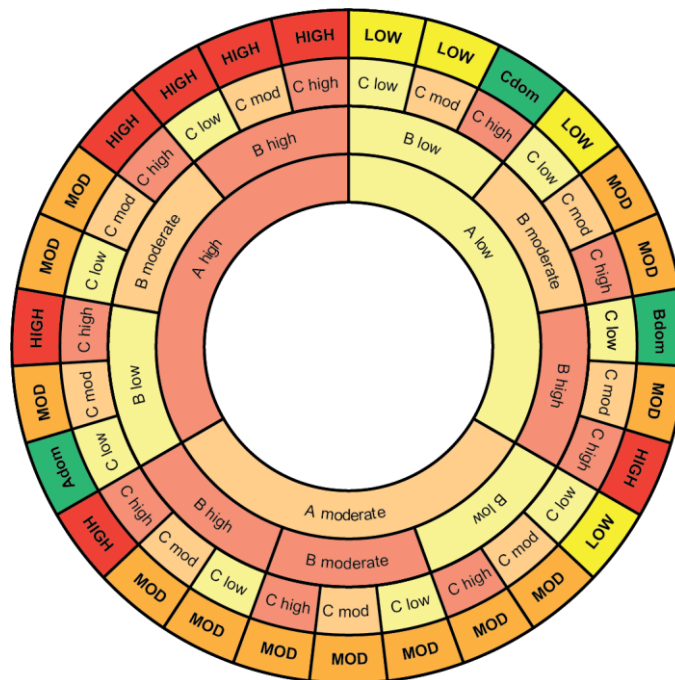 LOW
LOW
Cdom
LOW
MOD
MOD
Bdom
MOD
HIGH
LOW
MOD
MOD
MOD
MOD
MOD
MOD
MOD
HIGH
Adom
MOD
HIGH
MOD
MOD
HIGH
HIGH
HIGH
HIGH
C low
C mod
C high
C low
C mod
C high
C low
C mod
C high
C low
C mod
C high
C low
C mod
C high
C low
C mod
C high
C low
C mod
C high
C low
C mod
C high
C low
C mod
C high
B low
B moderate
B high
B low
B moderate
B high
B low
B moderate
B high
A low
A moderate
A high